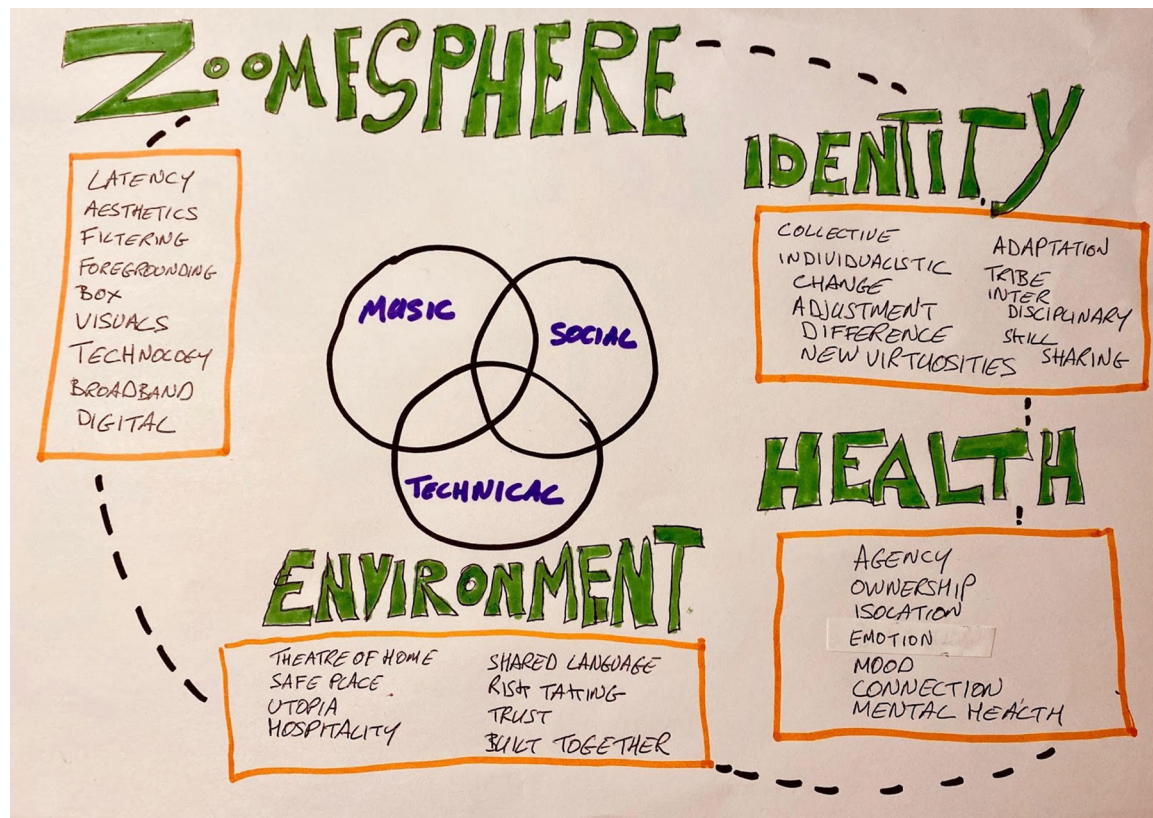 ZOOMESPHERE
LATENCY
AESTHETICS
FILTERING
FOREGROUNDING
BOX
VISUALS
TECHNOLOGY
BROADBAND
DIGITAL
MUSIC
SOCIAL
TECHNICAL
IDENTITY
COLLECTIVE
INDIVIDUALISTIC
CHANGE
ADJUSTMENT
DIFFERENCE
NEW VIRTUOSITIES
ADAPTATION
TRIBE
INTER
DISCIPLINARY
SKILL
SHARING
HEALTH
AGENCY
OWNERSHIP
ISOLATION
EMOTION
MOOD
CONNECTION
MENTAL HEALTH
ENVIRONMENT
THEATRE OF HOME
SAFE PLACE
UTOPIA
HOSPITALITY
SHARED LANGUAGE
RISK TAKING
TRUST
BUILT TOGETHER